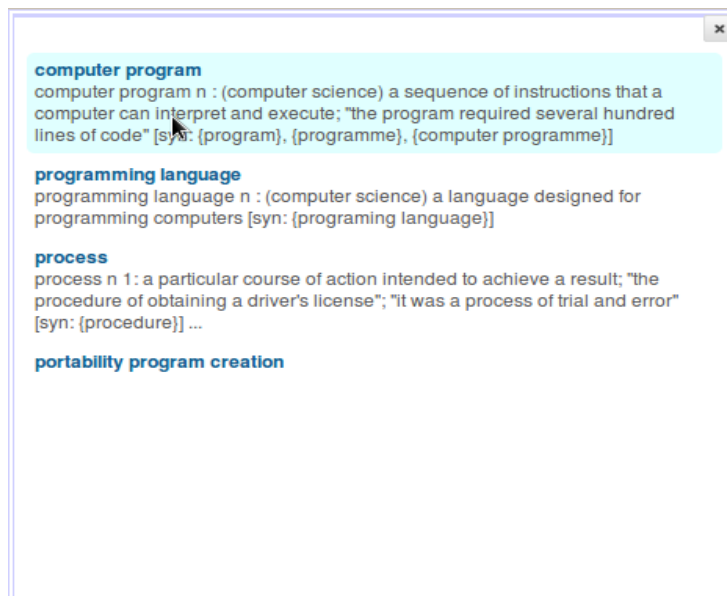 computer program
computer program n : (computer science) a sequence of instructions that a
computer can interpret and execute; "the program required several hundred
lines of code" [syn: {program}, {programme}, {computer programme}]
programming language
programming language n : (computer science) a language designed for
programming computers [syn: {programing language}]
process
process n 1: a particular course of action intended to achieve a result; "the
procedure of obtaining a driver's license"; "it was a process of trial and error"
[syn: {procedure}] ...
portability program creation